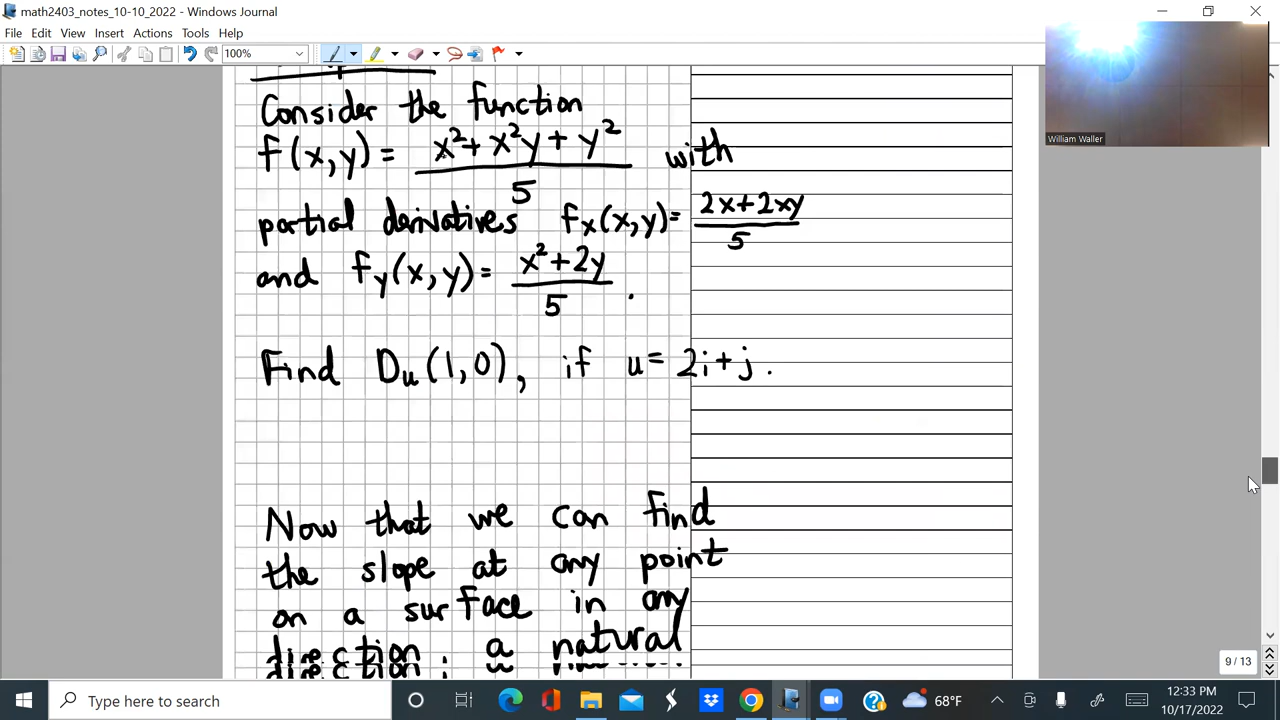 math2403_notes_10-10_2022 - Windows Journal
File Edit View Insert Actions Tools Help
100%
William Waller
Consider the function
f(x,y) = x²+ x²y + y² / 5 with
partial derivatives fx(x,y)= 2x+2xy / 5
and fy(x,y)= x²+2y / 5 .
Find Du(1,0), if u= 2i+j.
Now that we can find
the slope at any point
on a surface in any
direction, a natural
9 / 13
Type here to search
68°F
12:33 PM
10/17/2022